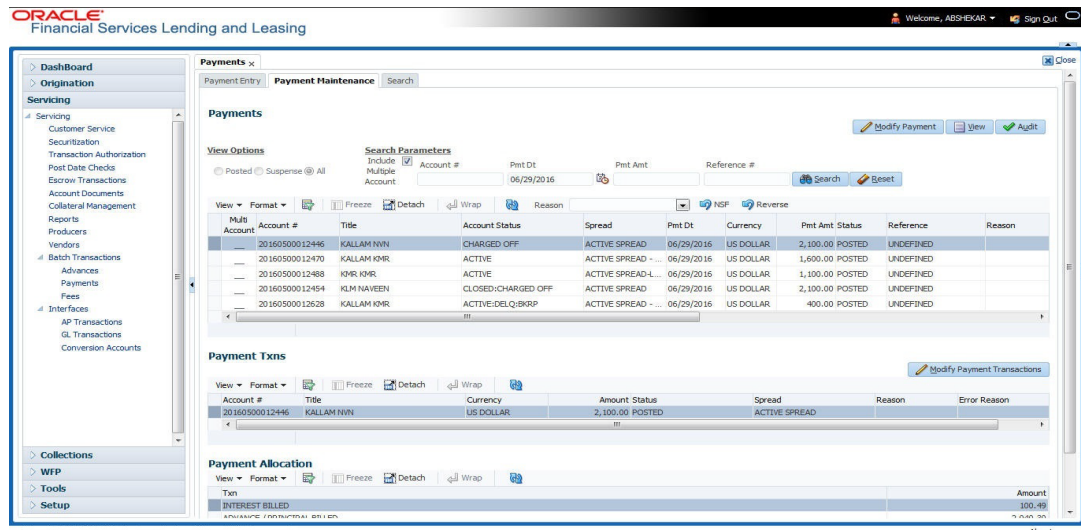 ORACLE
Financial Services Lending and Leasing
Welcome, ABSHEKAR
Sign Out
Close
DashBoard
Origination
Servicing
Servicing
Customer Service
Securitization
Transaction Authorization
Post Date Checks
Escrow Transactions
Account Documents
Collateral Management
Reports
Producers
Vendors
Batch Transactions
Advances
Payments
Fees
Interfaces
AP Transactions
GL Transactions
Conversion Accounts
Collections
WFP
Tools
Setup
Payments x
Payment Entry Payment Maintenance Search
Payments
Modify Payment View Audit
View Options Search Parameters
Posted Suspense All
Include Multiple Account
Account # Pmt Dt Pmt Amt Reference #
06/29/2016
Search Reset
View Format Freeze Detach Wrap Reason NSF Reverse
Multi Account Account # Title Account Status Spread Pmt Dt Currency Pmt Amt Status Reference Reason
20160500012446 KALLAM NVN CHARGED OFF ACTIVE SPREAD 06/29/2016 US DOLLAR 2,100.00 POSTED UNDEFINED
20160500012470 KALLAM KMR ACTIVE ACTIVE SPREAD - ... 06/29/2016 US DOLLAR 1,600.00 POSTED UNDEFINED
20160500012488 KMR KMR ACTIVE ACTIVE SPREAD-L... 06/29/2016 US DOLLAR 1,100.00 POSTED UNDEFINED
20160500012454 KLM NAVEEN CLOSED:CHARGED OFF ACTIVE SPREAD 06/29/2016 US DOLLAR 2,100.00 POSTED UNDEFINED
20160500012628 KALLAM KMR ACTIVE:DELQ:BKRP ACTIVE SPREAD - ... 06/29/2016 US DOLLAR 400.00 POSTED UNDEFINED
Payment Txns
Modify Payment Transactions
View Format Freeze Detach Wrap
Account # Title Currency Amount Status Spread Reason Error Reason
20160500012446 KALLAM NVN US DOLLAR 2,100.00 POSTED ACTIVE SPREAD
Payment Allocation
View Format Freeze Detach Wrap
Txn Amount
INTEREST BILLED 100.49